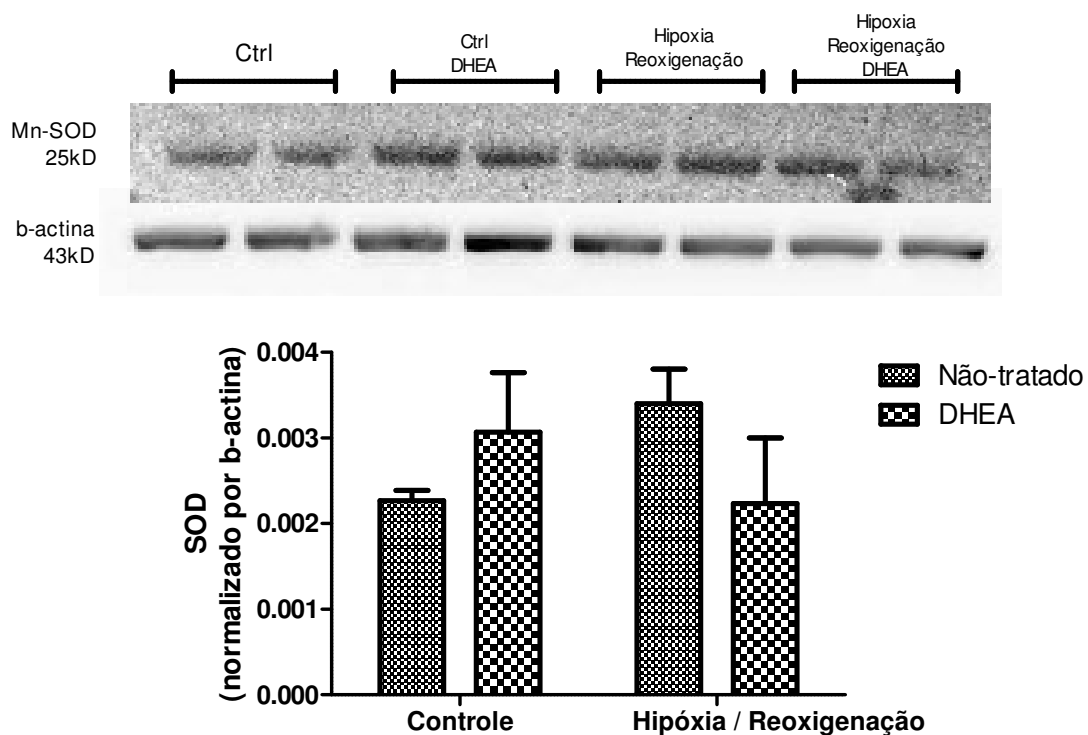 Ctrl
Ctrl
DHEA
Hipoxia
Reoxigenação
Hipoxia
Reoxigenação
DHEA
Mn-SOD
25kD
b-actina
43kD
SOD
(normalizado por b-actina)
0.004
0.003
0.002
0.001
0.000
Controle
Hipóxia / Reoxigenação
Não-tratado
DHEA